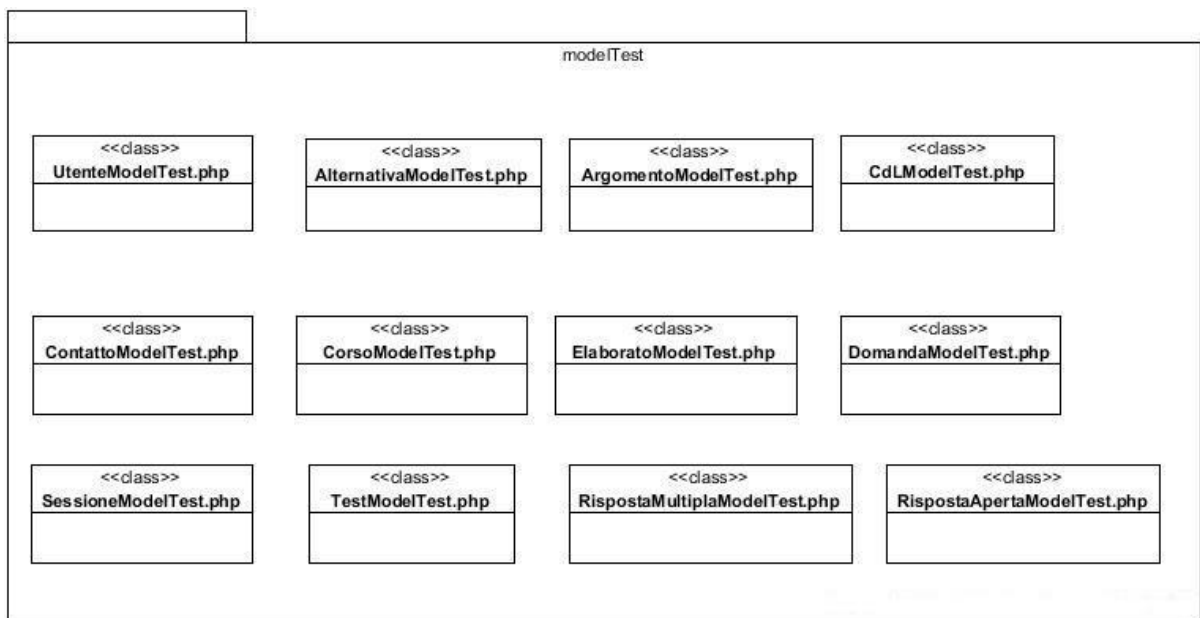 modelTest
<<class>>
UtenteModelTest.php
<<class>>
AlternativaModelTest.php
<<class>>
ArgomentoModelTest.php
<<class>>
CdLModelTest.php
<<class>>
ContattoModelTest.php
<<class>>
CorsoModelTest.php
<<class>>
ElaboratoModelTest.php
<<class>>
DomandaModelTest.php
<<class>>
SessioneModelTest.php
<<class>>
TestModelTest.php
<<class>>
RispostaMultiplaModelTest.php
<<class>>
RispostaApertaModelTest.php